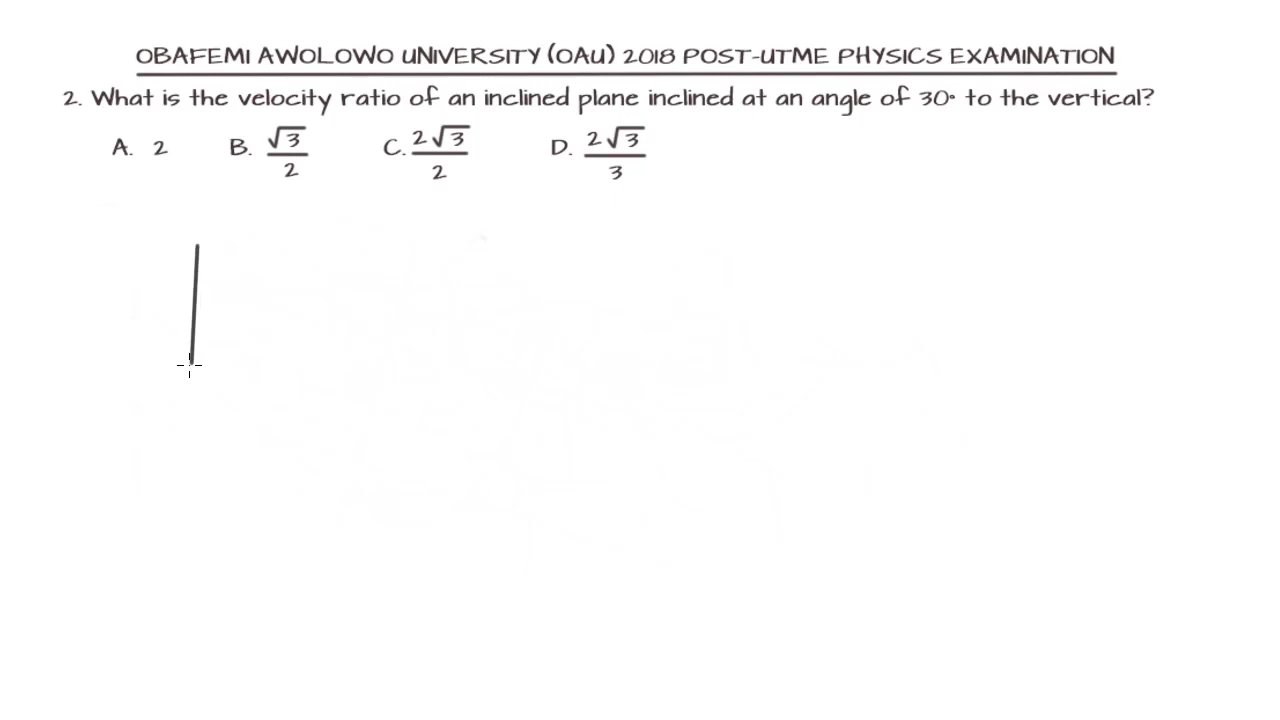 OBAFEMI AWOLOWO UNIVERSITY (OAU) 2018 POST-UTME PHYSICS EXAMINATION
2. What is the velocity ratio of an inclined plane inclined at an angle of 30° to the vertical?
A. 2 B. √3/2 C. 2√3/2 D. 2√3/3